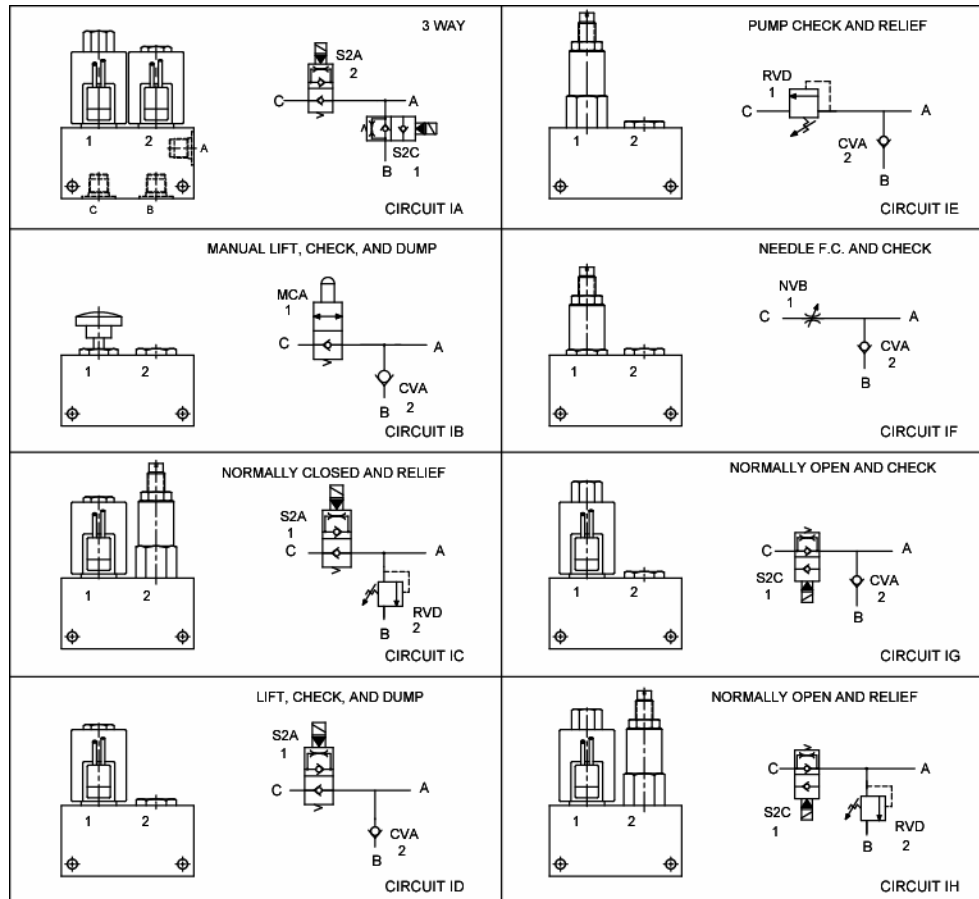 3 WAY
S2A
2
C
A
1
2
A
S2C
B
1
C
B
CIRCUIT IA
PUMP CHECK AND RELIEF
RVD
1
C
A
CVA
1
2
2
B
CIRCUIT IE
MANUAL LIFT, CHECK, AND DUMP
MCA
1
C
A
1
2
CVA
B
2
CIRCUIT IB
NEEDLE F.C. AND CHECK
NVB
1
C
A
CVA
1
2
2
B
CIRCUIT IF
NORMALLY CLOSED AND RELIEF
S2A
1
C
A
1
2
RVD
B
2
CIRCUIT IC
NORMALLY OPEN AND CHECK
C
A
S2C
CVA
1
2
1
2
B
CIRCUIT IG
LIFT, CHECK, AND DUMP
S2A
1
C
A
1
2
CVA
2
B
CIRCUIT ID
NORMALLY OPEN AND RELIEF
C
A
S2C
1
2
1
RVD
B
2
CIRCUIT IH